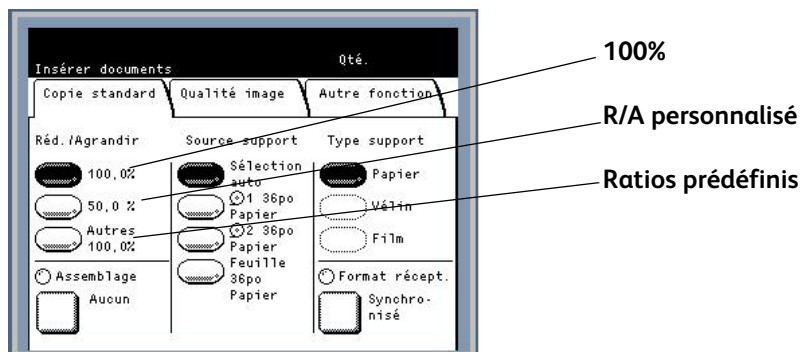 Insérer documents
Qté.
Copie standard
Qualité image
Autre fonction
Réd./Agrandir
100,0%
50,0 %
Autres
100,0%
Assemblage
Aucun
Source support
Sélection
auto
1 36po
Papier
2 36po
Papier
Feuille
36po
Papier
Type support
Papier
Vélin
Film
Format récept.
Synchro-
nisé
100%
R/A personnalisé
Ratios prédéfinis